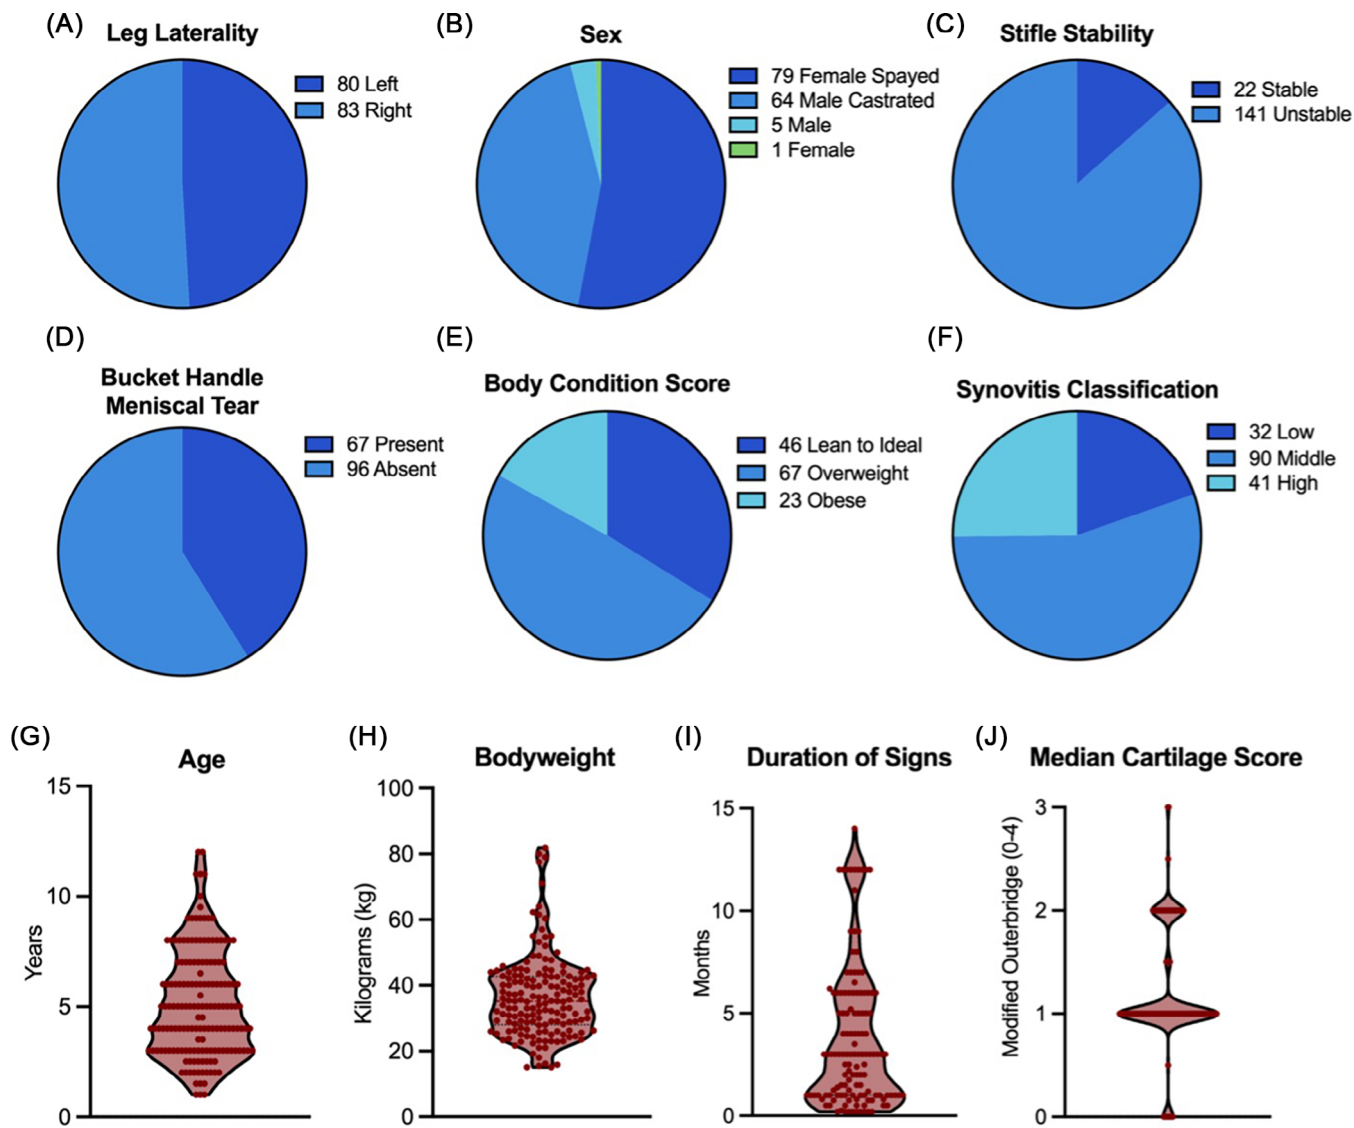 (A)
Leg Laterality
80 Left
83 Right
(B)
Sex
79 Female Spayed
64 Male Castrated
5 Male
1 Female
(C)
Stifle Stability
22 Stable
141 Unstable
(D)
Bucket Handle
Meniscal Tear
67 Present
96 Absent
(E)
Body Condition Score
46 Lean to Ideal
67 Overweight
23 Obese
(F)
Synovitis Classification
32 Low
90 Middle
41 High
(G)
Age
Years
15
10
5
0
(H)
Bodyweight
Kilograms (kg)
100
80
60
40
20
0
(I)
Duration of Signs
Months
15
10
5
0
(J)
Median Cartilage Score
Modified Outerbridge (0-4)
3
2
1
0